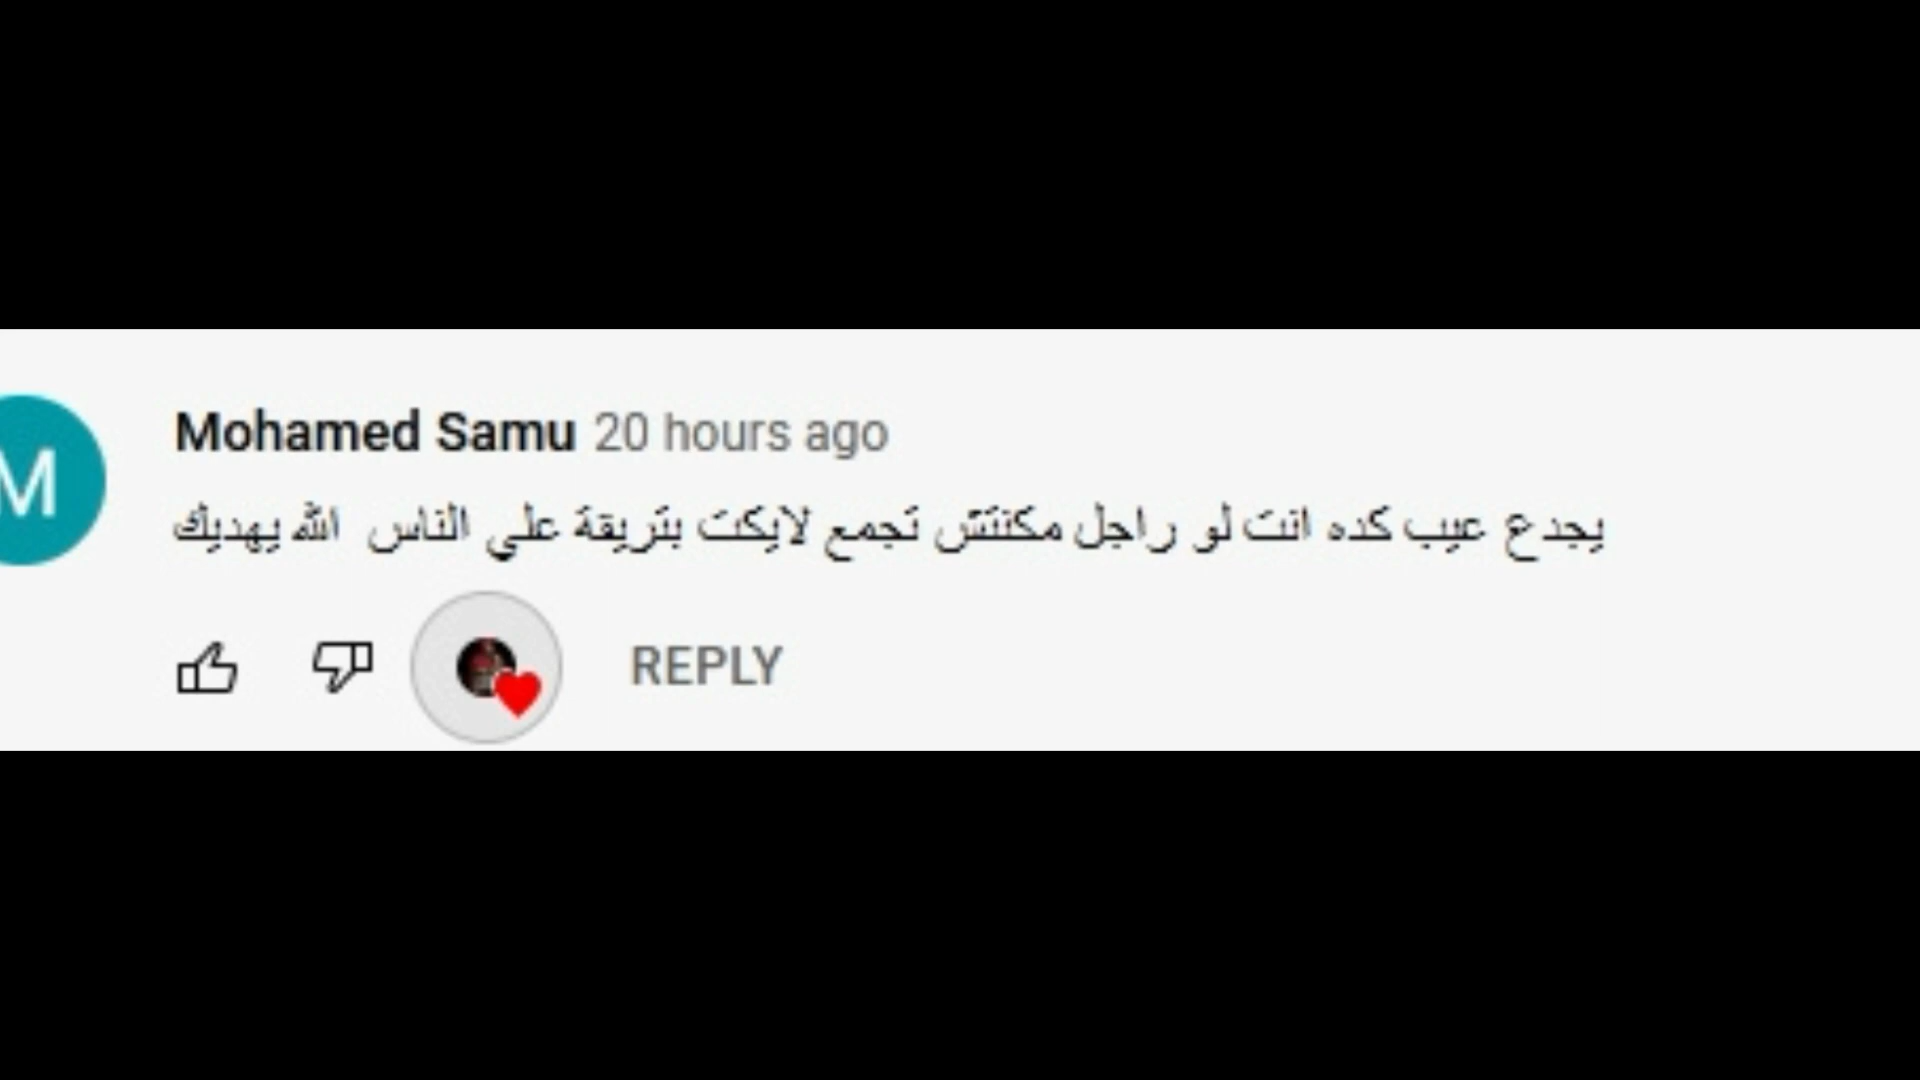 M
Mohamed Samu 20 hours ago
يجدع عيب كده انت لو راجل مكنتش تجمع لايكت بتريقة علي الناس الله يهديك
REPLY